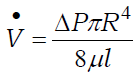 V̇ = ΔPπR⁴ / 8μl